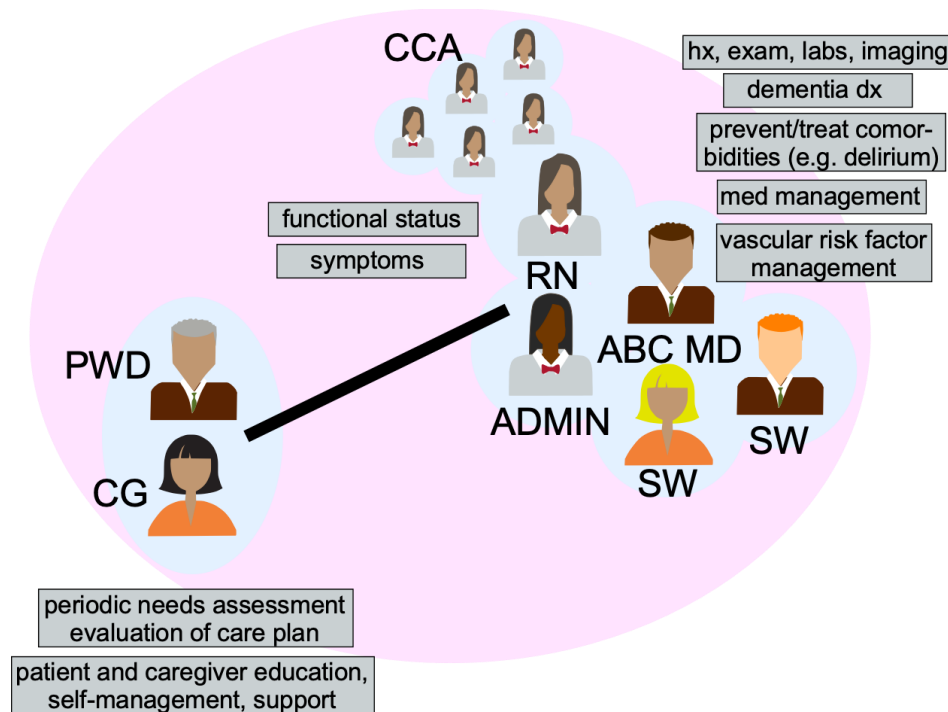 CCA
hx, exam, labs, imaging
dementia dx
prevent/treat comor-
bidities (e.g. delirium)
med management
vascular risk factor
management
functional status
symptoms
RN
PWD
ABC MD
ADMIN
SW
SW
CG
periodic needs assessment
evaluation of care plan
patient and caregiver education,
self-management, support